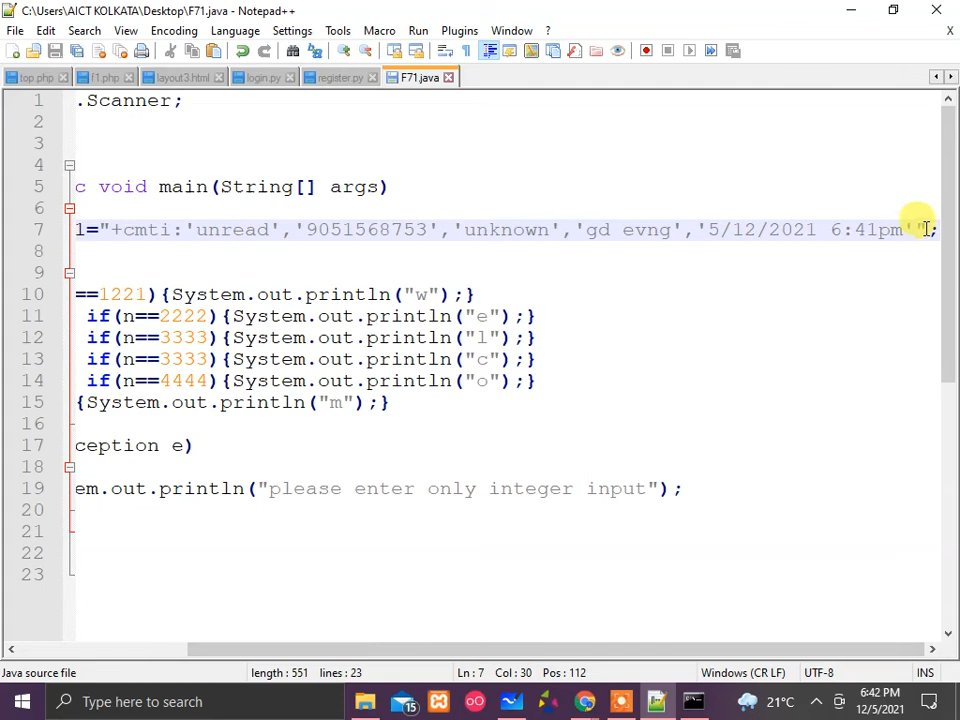 C:\Users\AICT KOLKATA\Desktop\F71.java - Notepad++
File Edit Search View Encoding Language Settings Tools Macro Run Plugins Window ? X
top.php f1.php layout3.html login.py register.py F71.java
1 .Scanner;
2
3
4
5 c void main(String[] args)
6
7 1="+cmti:'unread','9051568753','unknown','gd evng','5/12/2021 6:41pm'";
8
9
10 ==1221){System.out.println("w");}
11 if(n==2222){System.out.println("e");}
12 if(n==3333){System.out.println("l");}
13 if(n==3333){System.out.println("c");}
14 if(n==4444){System.out.println("o");}
15 {System.out.println("m");}
16
17 ception e)
18
19 em.out.println("please enter only integer input");
20
21
22
23
Java source file length : 551 lines : 23 Ln : 7 Col : 30 Pos : 112 Windows (CR LF) UTF-8 INS
Type here to search 15 21°C 6:42 PM
12/5/2021